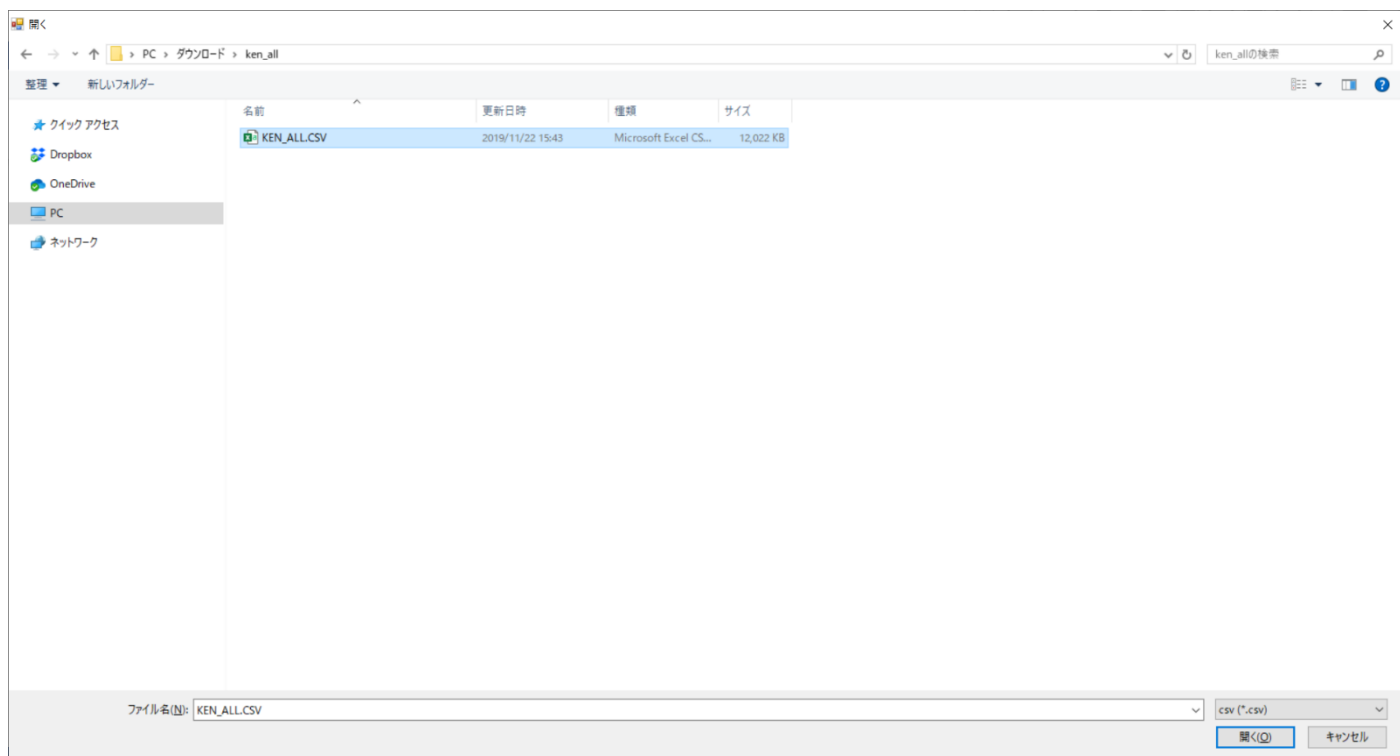 開く
PC › ダウンロード › ken_all
ken_allの検索
整理
新しいフォルダー
名前 更新日時 種類 サイズ
クイック アクセス
KEN_ALL.CSV 2019/11/22 15:43 Microsoft Excel CS... 12,022 KB
Dropbox
OneDrive
PC
ネットワーク
ファイル名(N): KEN_ALL.CSV
csv (*.csv)
開く(O) キャンセル